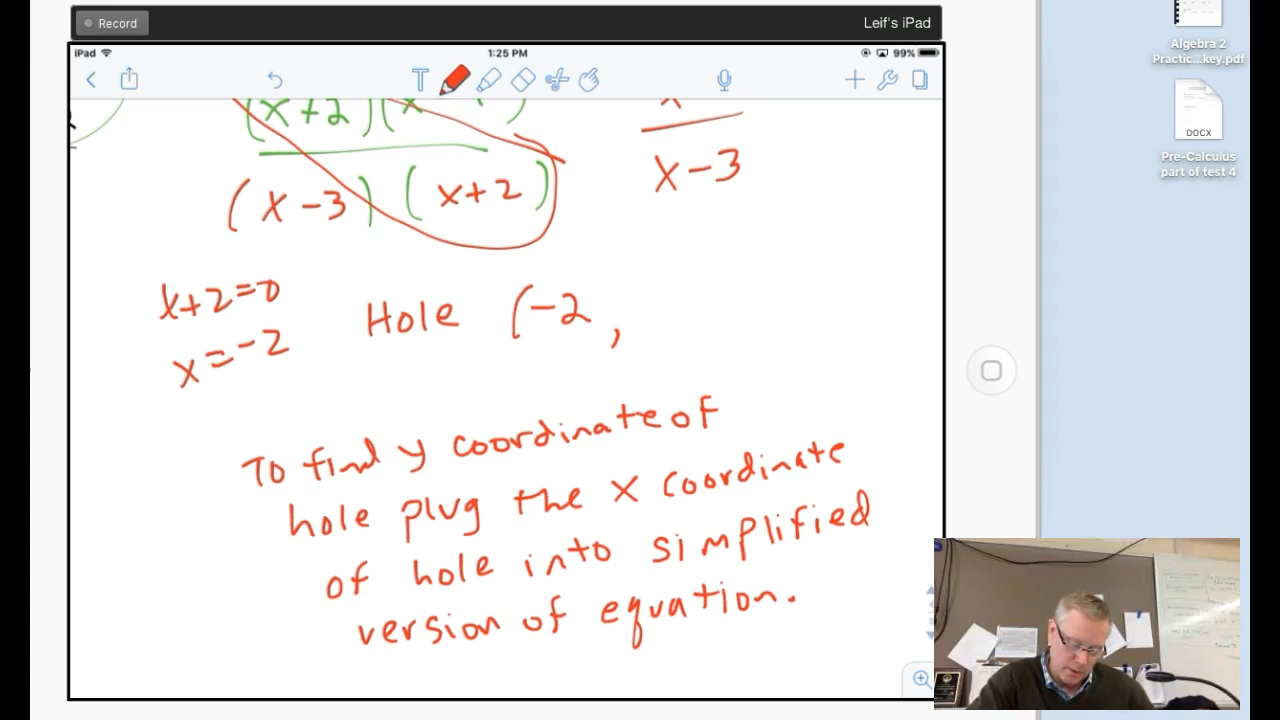 Record
Leif's iPad
iPad
1:25 PM
99%
T
(x+2)(x
(x-3) (x+2)
x-3
x+2=0
x=-2
Hole (-2,
To find y coordinate of
hole plug the x coordinate
of hole into simplified
version of equation.
Algebra 2
Practic...key.pdf
DOCX
Pre-Calculus
part of test 4